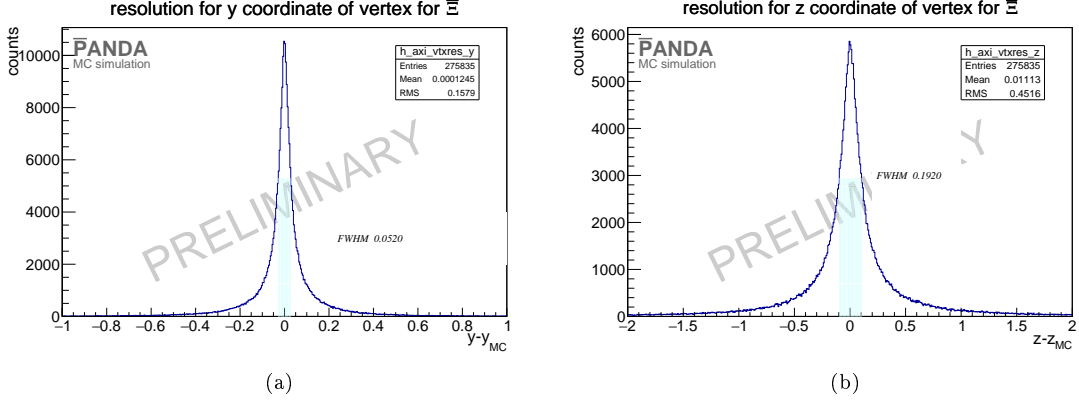 resolution for y coordinate of vertex for Ξ̅
counts
P̅ANDA
MC simulation
h_axi_vtxres_y
Entries 275835
Mean 0.0001245
RMS 0.1579
10000
8000
6000
4000
2000
0
PRELIMINARY
FWHM 0.0520
−1 −0.8 −0.6 −0.4 −0.2 0 0.2 0.4 0.6 0.8 1
y-y_MC
(a)
resolution for z coordinate of vertex for Ξ̅
counts
P̅ANDA
MC simulation
h_axi_vtxres_z
Entries 275835
Mean 0.01113
RMS 0.4516
6000
5000
4000
3000
2000
1000
0
PRELIMINARY
FWHM 0.1920
−2 −1.5 −1 −0.5 0 0.5 1 1.5 2
z-z_MC
(b)